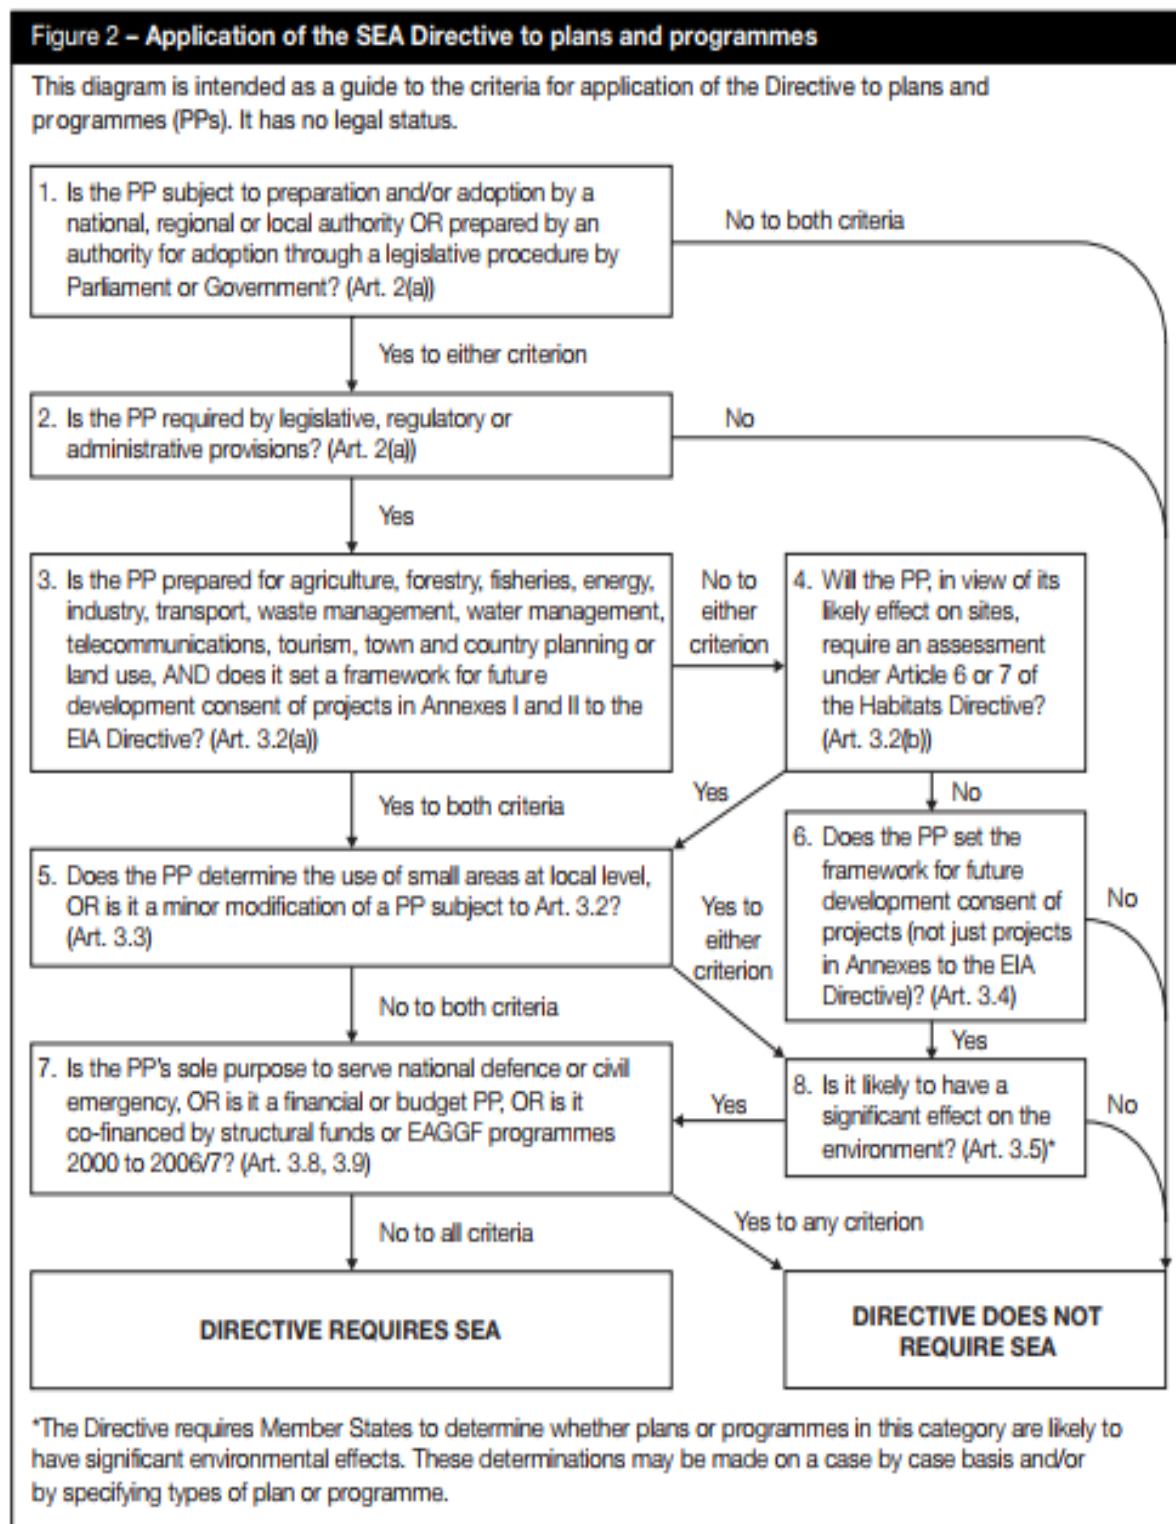 Figure 2 – Application of the SEA Directive to plans and programmes
This diagram is intended as a guide to the criteria for application of the Directive to plans and
programmes (PPs). It has no legal status.
1. Is the PP subject to preparation and/or adoption by a
national, regional or local authority OR prepared by an
authority for adoption through a legislative procedure by
Parliament or Government? (Art. 2(a))
No to both criteria
Yes to either criterion
2. Is the PP required by legislative, regulatory or
administrative provisions? (Art. 2(a))
No
Yes
3. Is the PP prepared for agriculture, forestry, fisheries, energy,
industry, transport, waste management, water management,
telecommunications, tourism, town and country planning or
land use, AND does it set a framework for future
development consent of projects in Annexes I and II to the
EIA Directive? (Art. 3.2(a))
No to
either
criterion
4. Will the PP, in view of its
likely effect on sites,
require an assessment
under Article 6 or 7 of
the Habitats Directive?
(Art. 3.2(b))
Yes to both criteria
Yes
No
5. Does the PP determine the use of small areas at local level,
OR is it a minor modification of a PP subject to Art. 3.2?
(Art. 3.3)
Yes to
either
criterion
6. Does the PP set the
framework for future
development consent of
projects (not just projects
in Annexes to the EIA
Directive)? (Art. 3.4)
No
No to both criteria
Yes
7. Is the PP's sole purpose to serve national defence or civil
emergency, OR is it a financial or budget PP, OR is it
co-financed by structural funds or EAGGF programmes
2000 to 2006/7? (Art. 3.8, 3.9)
Yes
8. Is it likely to have a
significant effect on the
environment? (Art. 3.5)*
No
No to all criteria
Yes to any criterion
DIRECTIVE REQUIRES SEA
DIRECTIVE DOES NOT
REQUIRE SEA
*The Directive requires Member States to determine whether plans or programmes in this category are likely to
have significant environmental effects. These determinations may be made on a case by case basis and/or
by specifying types of plan or programme.